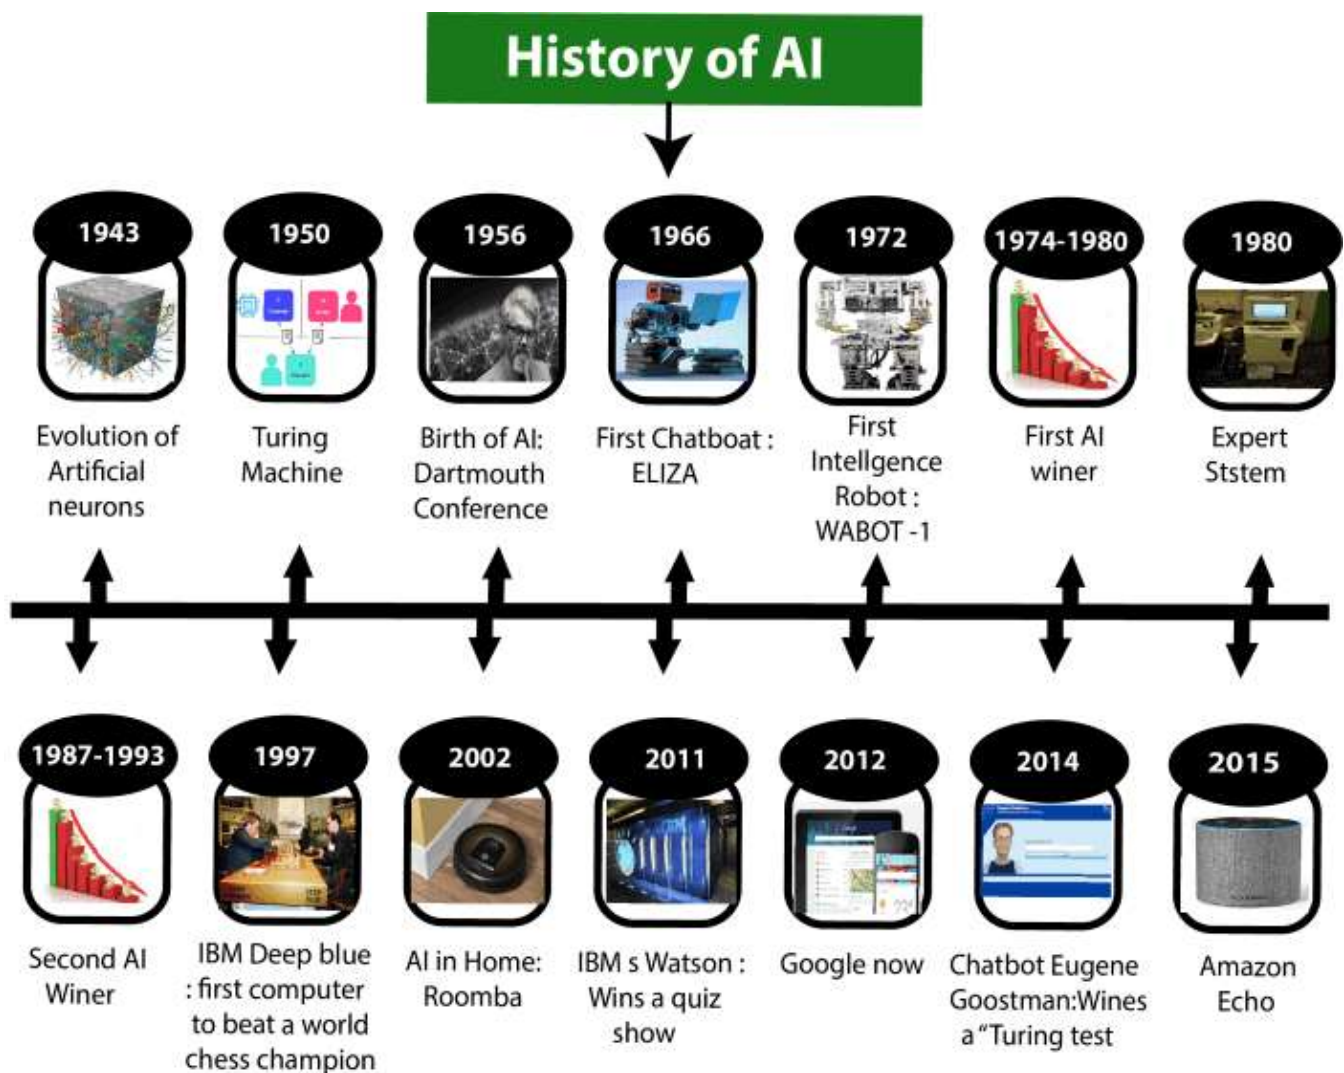 History of AI
1943
1950
1956
1966
1972
1974-1980
1980
Evolution of
Artificial
neurons
Turing
Machine
Birth of AI:
Dartmouth
Conference
First Chatboat :
ELIZA
First
Intellgence
Robot :
WABOT -1
First AI
winer
Expert
Ststem
1987-1993
1997
2002
2011
2012
2014
2015
Second AI
Winer
IBM Deep blue
: first computer
to beat a world
chess champion
AI in Home:
Roomba
IBM s Watson :
Wins a quiz
show
Google now
Chatbot Eugene
Goostman:Wines
a “Turing test
Amazon
Echo